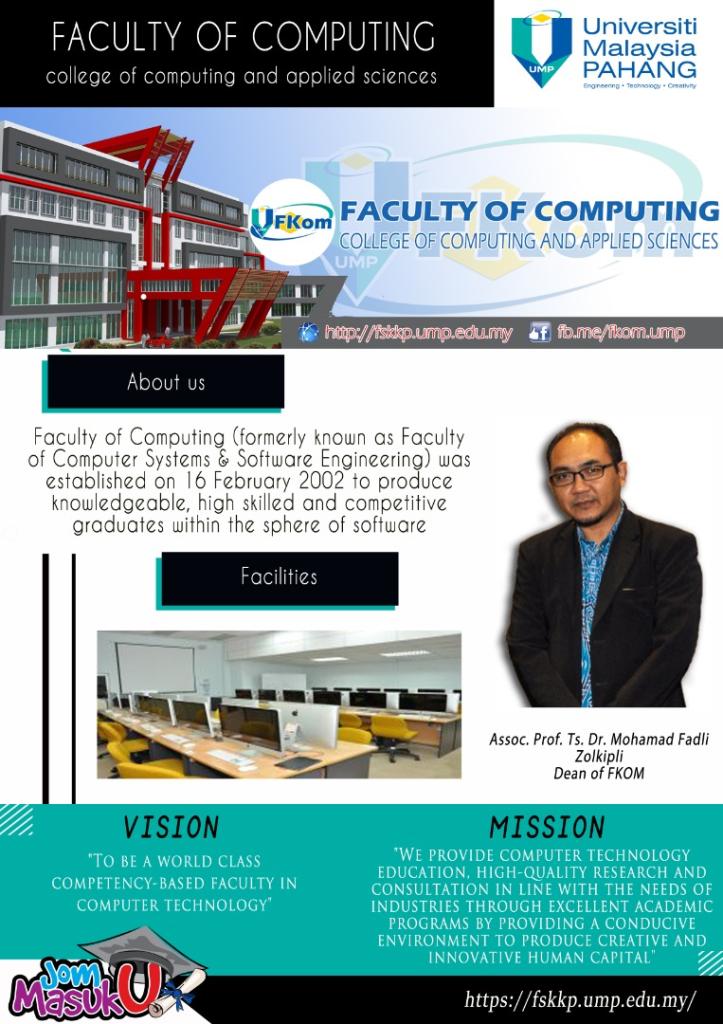 FACULTY OF COMPUTING
college of computing and applied sciences
UMP
Universiti
Malaysia
PAHANG
Engineering • Technology • Creativity
FKom
UMP
FKom
FACULTY OF COMPUTING
COLLEGE OF COMPUTING AND APPLIED SCIENCES
http://fskkp.ump.edu.my
fb.me/fkom.ump
About us
Faculty of Computing (formerly known as Faculty
of Computer Systems & Software Engineering) was
established on 16 February 2002 to produce
knowledgeable, high skilled and competitive
graduates within the sphere of software
Facilities
Assoc. Prof. Ts. Dr. Mohamad Fadli
Zolkipli
Dean of FKOM
VISION
"TO BE A WORLD CLASS
COMPETENCY-BASED FACULTY IN
COMPUTER TECHNOLOGY"
MISSION
"WE PROVIDE COMPUTER TECHNOLOGY
EDUCATION, HIGH-QUALITY RESEARCH AND
CONSULTATION IN LINE WITH THE NEEDS OF
INDUSTRIES THROUGH EXCELLENT ACADEMIC
PROGRAMS BY PROVIDING A CONDUCIVE
ENVIRONMENT TO PRODUCE CREATIVE AND
INNOVATIVE HUMAN CAPITAL"
Jom
Masuk U
https://fskkp.ump.edu.my/